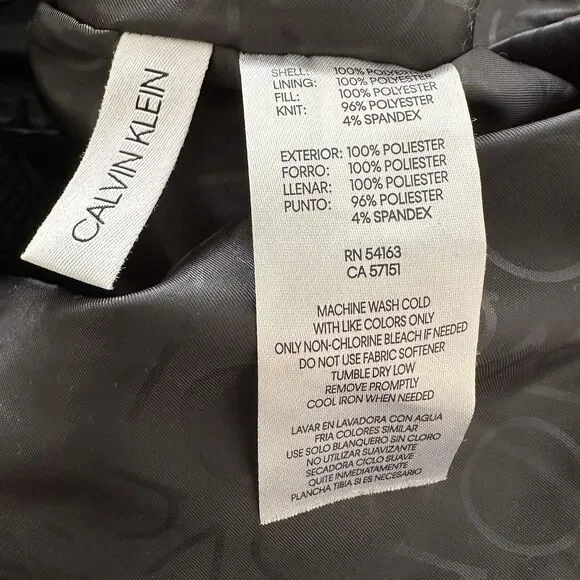 CALVIN KLEIN
SHELL: 100% POLYESTER
LINING: 100% POLYESTER
FILL: 100% POLYESTER
KNIT: 96% POLYESTER
4% SPANDEX
EXTERIOR: 100% POLIESTER
FORRO: 100% POLIESTER
LLENAR: 100% POLIESTER
PUNTO: 96% POLIESTER
4% SPANDEX
RN 54163
CA 57151
MACHINE WASH COLD
WITH LIKE COLORS ONLY
ONLY NON-CHLORINE BLEACH IF NEEDED
DO NOT USE FABRIC SOFTENER
TUMBLE DRY LOW
REMOVE PROMPTLY
COOL IRON WHEN NEEDED
LAVAR EN LAVADORA CON AGUA
FRIA COLORES SIMILAR
USE SOLO BLANQUERO SIN CLORO
NO UTILIZAR SUAVIZANTE
SECADORA CICLO SUAVE
QUITE INMEDIATAMENTE
PLANCHA TIBIA SI ES NECESARIO